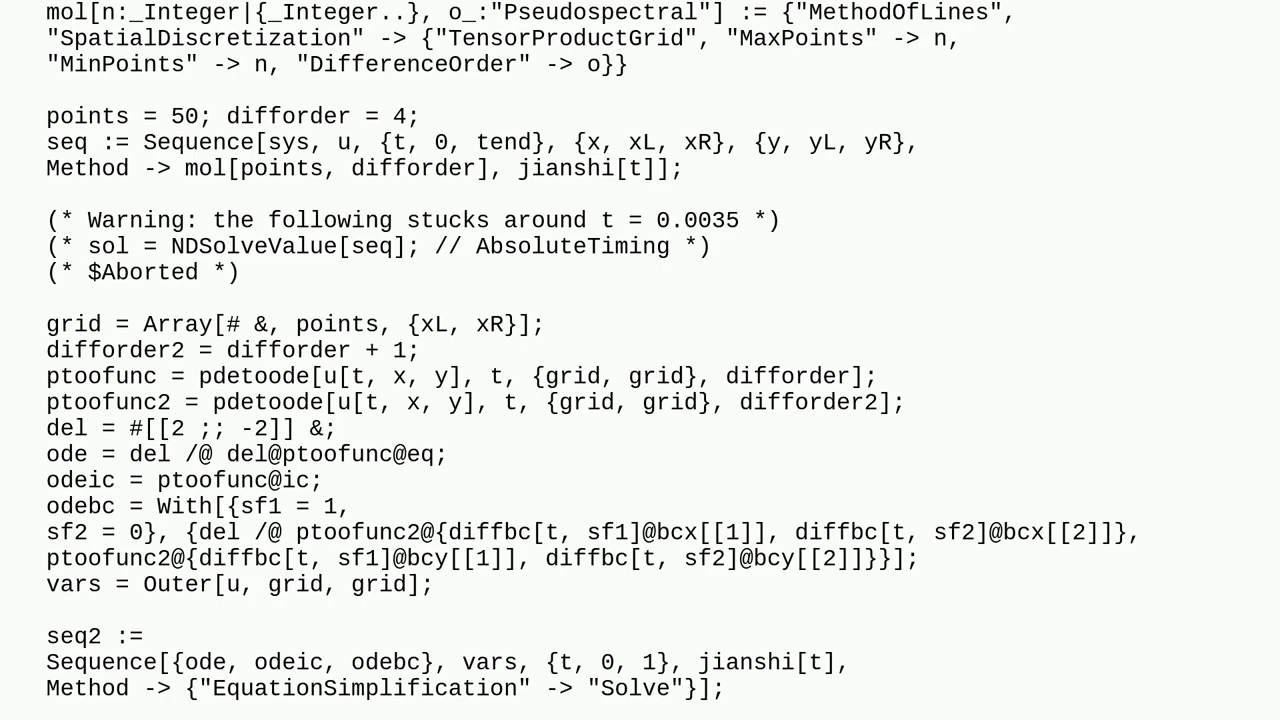 mol[n:_Integer|{_Integer..}, o_:"Pseudospectral"] := {"MethodOfLines",
"SpatialDiscretization" -> {"TensorProductGrid", "MaxPoints" -> n,
"MinPoints" -> n, "DifferenceOrder" -> o}}
points = 50; difforder = 4;
seq := Sequence[sys, u, {t, 0, tend}, {x, xL, xR}, {y, yL, yR},
Method -> mol[points, difforder], jianshi[t]];
(* Warning: the following stucks around t = 0.0035 *)
(* sol = NDSolveValue[seq]; // AbsoluteTiming *)
(* $Aborted *)
grid = Array[# &, points, {xL, xR}];
difforder2 = difforder + 1;
ptoofunc = pdetoode[u[t, x, y], t, {grid, grid}, difforder];
ptoofunc2 = pdetoode[u[t, x, y], t, {grid, grid}, difforder2];
del = #[[2 ;; -2]] &;
ode = del /@ del@ptoofunc@eq;
odeic = ptoofunc@ic;
odebc = With[{sf1 = 1,
sf2 = 0}, {del /@ ptoofunc2@{diffbc[t, sf1]@bcx[[1]], diffbc[t, sf2]@bcx[[2]]},
ptoofunc2@{diffbc[t, sf1]@bcy[[1]], diffbc[t, sf2]@bcy[[2]]}}];
vars = Outer[u, grid, grid];
seq2 :=
Sequence[{ode, odeic, odebc}, vars, {t, 0, 1}, jianshi[t],
Method -> {"EquationSimplification" -> "Solve"}];